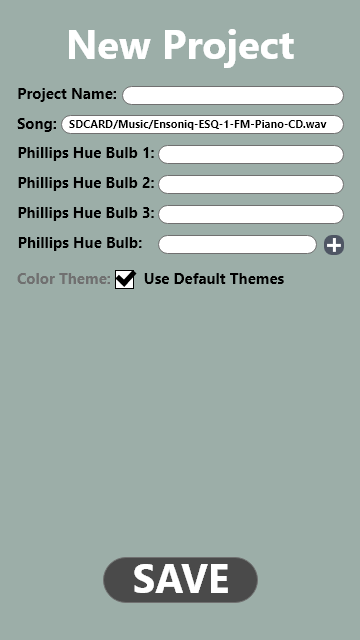 New Project
Project Name:
Song: SDCARD/Music/Ensoniq-ESQ-1-FM-Piano-CD.wav
Phillips Hue Bulb 1:
Phillips Hue Bulb 2:
Phillips Hue Bulb 3:
Phillips Hue Bulb:
Color Theme: Use Default Themes
SAVE